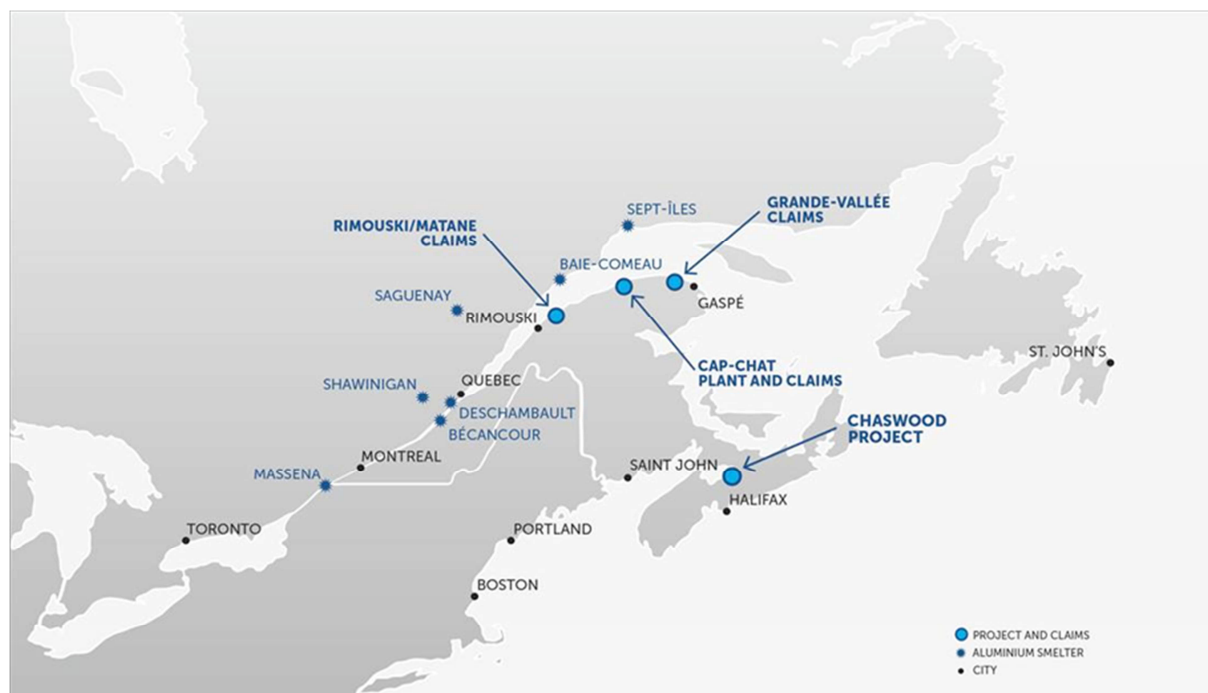 GRANDE-VALLÉE
CLAIMS
SEPT-ÎLES
RIMOUSKI/MATANE
CLAIMS
BAIE-COMEAU
SAGUENAY
GASPÉ
RIMOUSKI
ST. JOHN'S
CAP-CHAT
PLANT AND CLAIMS
SHAWINIGAN
QUEBEC
DESCHAMBAULT
CHASWOOD
PROJECT
BÉCANCOUR
MONTREAL
SAINT JOHN
MASSENA
HALIFAX
TORONTO
PORTLAND
BOSTON
PROJECT AND CLAIMS
ALUMINIUM SMELTER
CITY